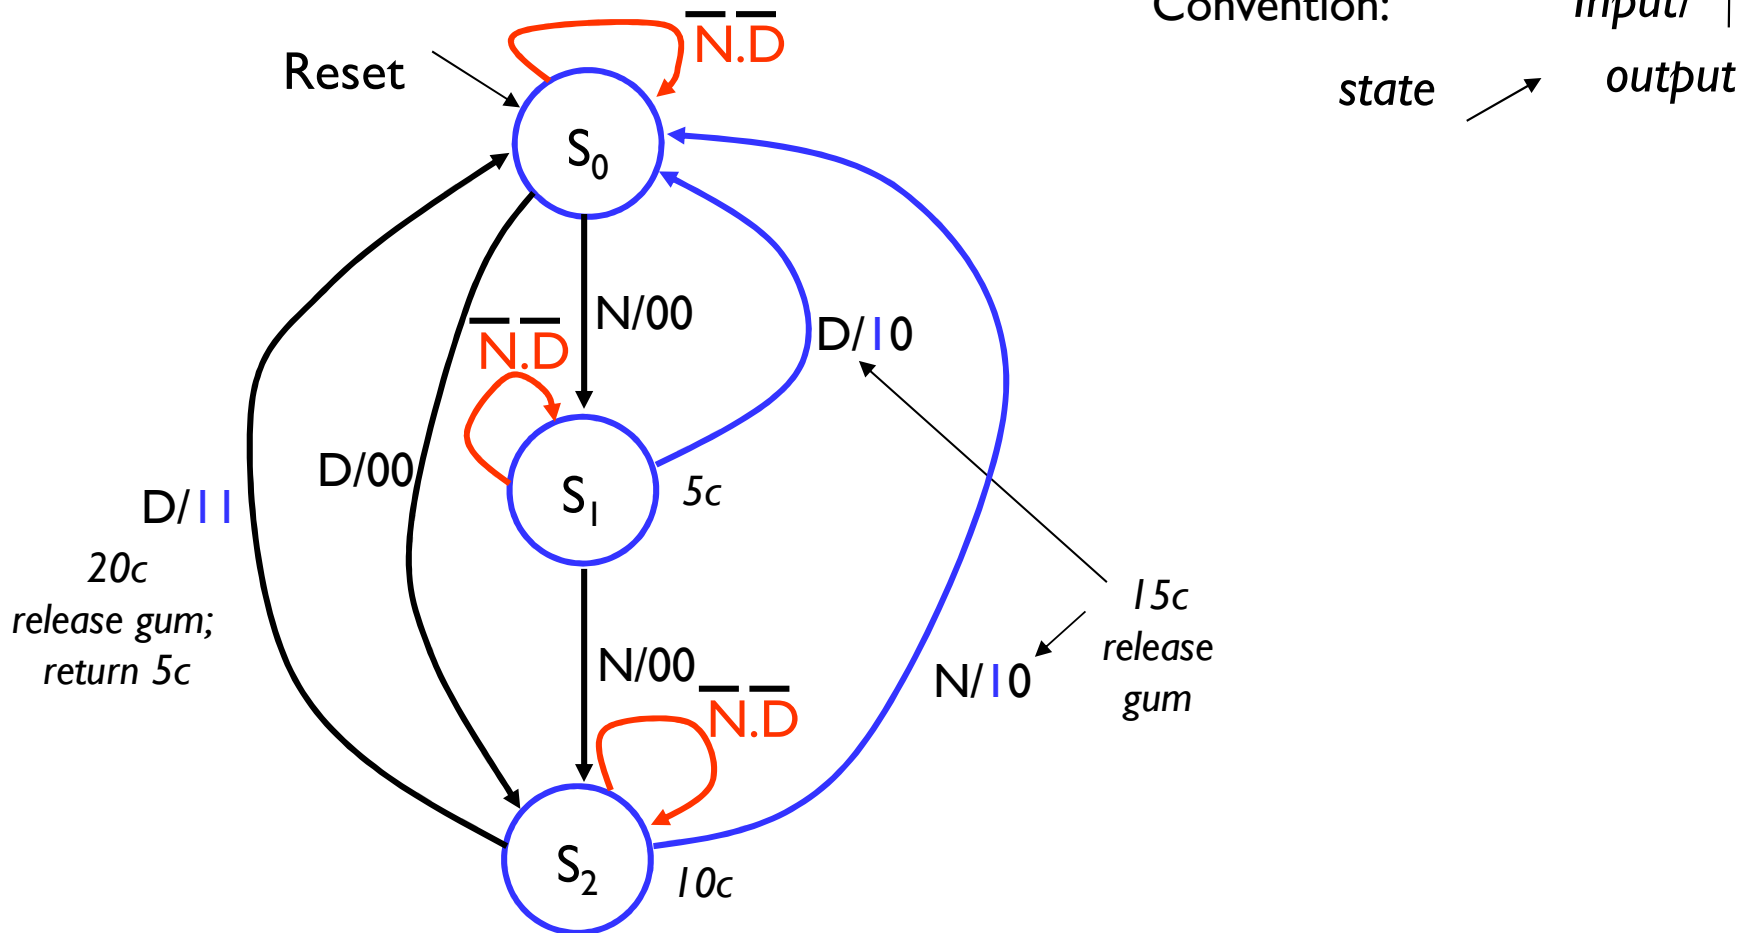 Convention: Input/
N̅.D̅
Reset
state output
S0
N/00
N̅.D̅
D/10
D/00
S1
5c
D/11
20c
release gum;
return 5c
15c
release
gum
N/00
N/10
N̅.D̅
S2
10c